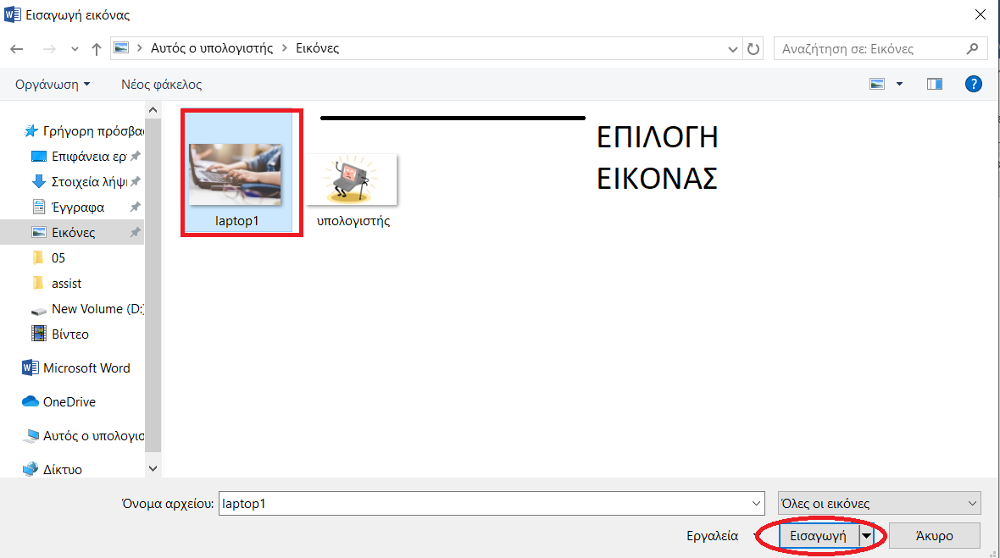 Εισαγωγή εικόνας
Αυτός ο υπολογιστής > Εικόνες
Αναζήτηση σε: Εικόνες
Οργάνωση
Νέος φάκελος
Γρήγορη πρόσβα
Επιφάνεια ερ
Στοιχεία λήψ
Έγγραφα
Εικόνες
05
assist
New Volume (D:)
Βίντεο
Microsoft Word
OneDrive
Αυτός ο υπολογισ
Δίκτυο
laptop1
υπολογιστής
ΕΠΙΛΟΓΗ
ΕΙΚΟΝΑΣ
Όνομα αρχείου: laptop1
Όλες οι εικόνες
Εργαλεία
Εισαγωγή
Άκυρο